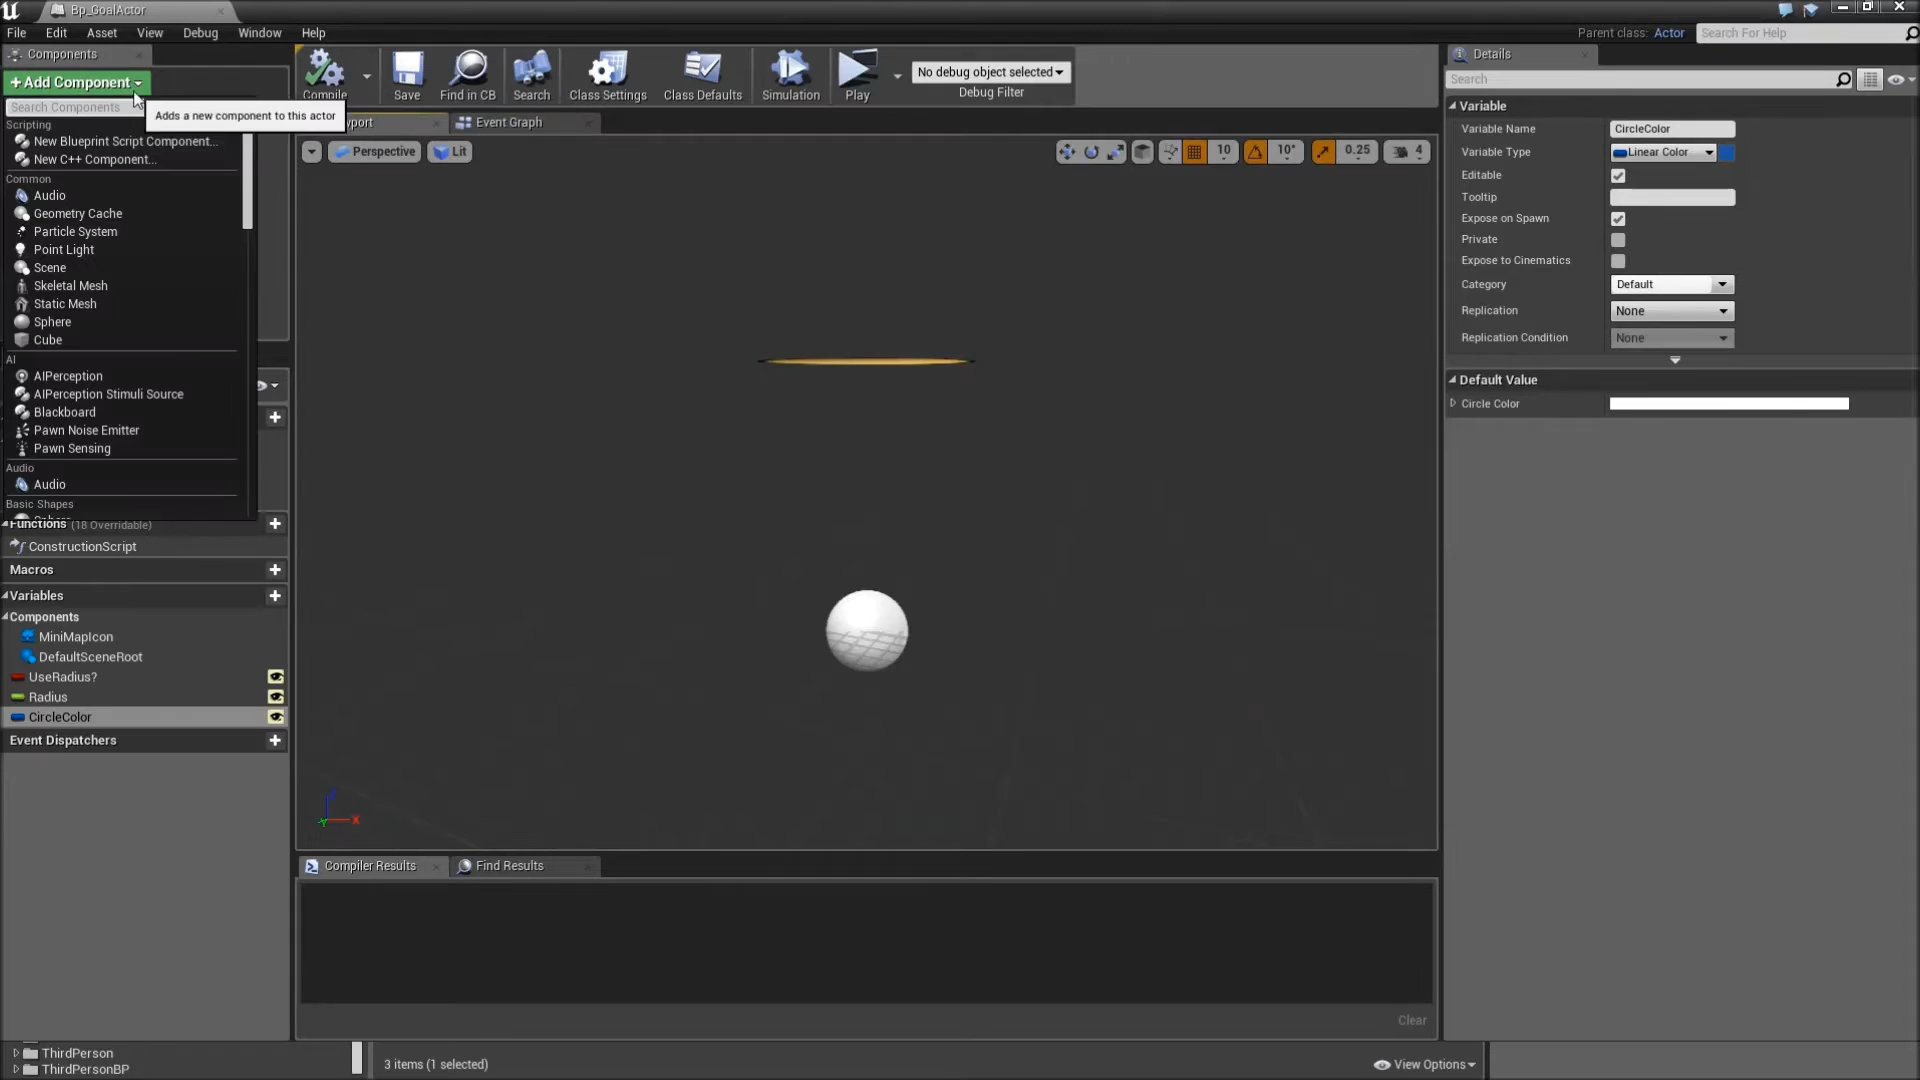 Bp_GoalActor
File Edit Asset View Debug Window Help
Parent class: Actor
Search For Help
Components
+Add Component
Search Components
Adds a new component to this actor
Scripting
New Blueprint Script Component...
New C++ Component...
Common
Audio
Geometry Cache
Particle System
Point Light
Scene
Skeletal Mesh
Static Mesh
Sphere
Cube
AI
AIPerception
AIPerception Stimuli Source
Blackboard
Pawn Noise Emitter
Pawn Sensing
Audio
Audio
Basic Shapes
Functions (18 Overridable)
ConstructionScript
Macros
Variables
Components
MiniMapIcon
DefaultSceneRoot
UseRadius?
Radius
CircleColor
Event Dispatchers
ThirdPerson
ThirdPersonBP
Compile
Save
Find in CB
Search
Class Settings
Class Defaults
Simulation
Play
No debug object selected
Debug Filter
port
Event Graph
Perspective
Lit
10
10°
0.25
4
X
Compiler Results
Find Results
Clear
3 items (1 selected)
View Options
Details
Search
Variable
Variable Name CircleColor
Variable Type Linear Color
Editable
Tooltip
Expose on Spawn
Private
Expose to Cinematics
Category Default
Replication None
Replication Condition None
Default Value
Circle Color